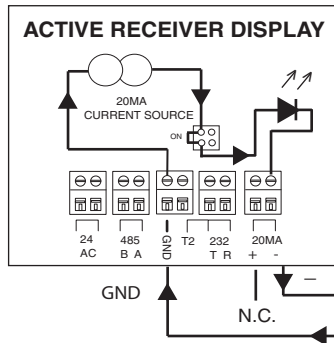 ACTIVE RECEIVER DISPLAY
20MA
CURRENT SOURCE
ON
24 485 GND T2 232 20MA
AC B A T R + -
GND
N.C.
−